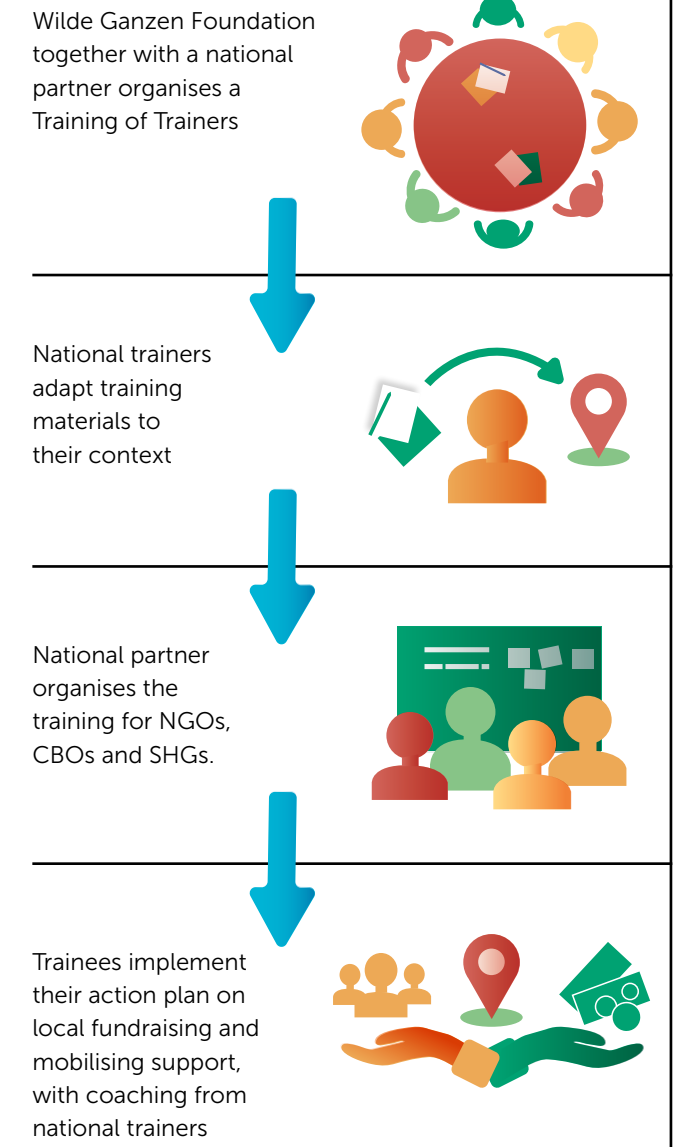 Wilde Ganzen Foundation
together with a national
partner organises a
Training of Trainers
National trainers
adapt training
materials to
their context
National partner
organises the
training for NGOs,
CBOs and SHGs.
Trainees implement
their action plan on
local fundraising and
mobilising support,
with coaching from
national trainers